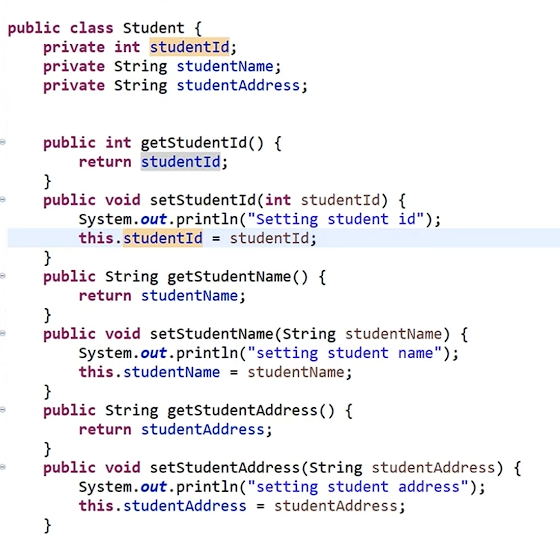 public class Student {
    private int studentId;
    private String studentName;
    private String studentAddress;
    public int getStudentId() {
        return studentId;
    }
    public void setStudentId(int studentId) {
        System.out.println("Setting student id");
        this.studentId = studentId;
    }
    public String getStudentName() {
        return studentName;
    }
    public void setStudentName(String studentName) {
        System.out.println("setting student name");
        this.studentName = studentName;
    }
    public String getStudentAddress() {
        return studentAddress;
    }
    public void setStudentAddress(String studentAddress) {
        System.out.println("setting student address");
        this.studentAddress = studentAddress;
    }